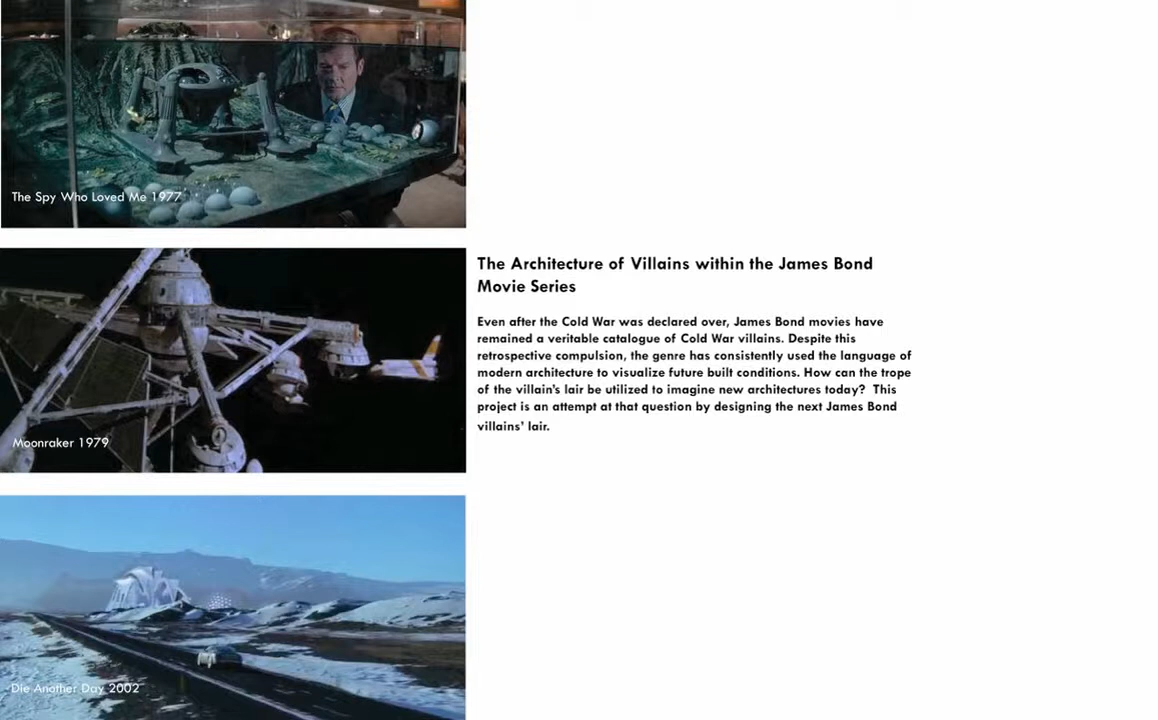 The Spy Who Loved Me 1977
The Architecture of Villains within the James Bond
Movie Series
Even after the Cold War was declared over, James Bond movies have
remained a veritable catalogue of Cold War villains. Despite this
retrospective compulsion, the genre has consistently used the language of
modern architecture to visualize future built conditions. How can the trope
of the villain's lair be utilized to imagine new architectures today?  This
project is an attempt at that question by designing the next James Bond
villains' lair.
Moonraker 1979
Die Another Day 2002